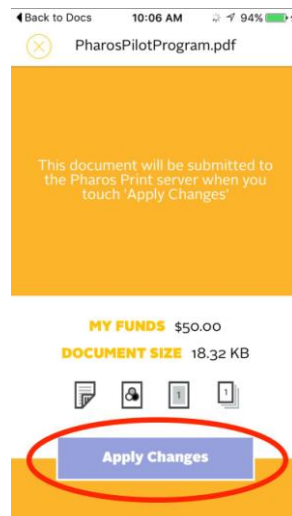 Back to Docs 10:06 AM 94%
PharosPilotProgram.pdf
This document will be submitted to
the Pharos Print server when you
touch 'Apply Changes'
MY FUNDS $50.00
DOCUMENT SIZE 18.32 KB
1 1
Apply Changes